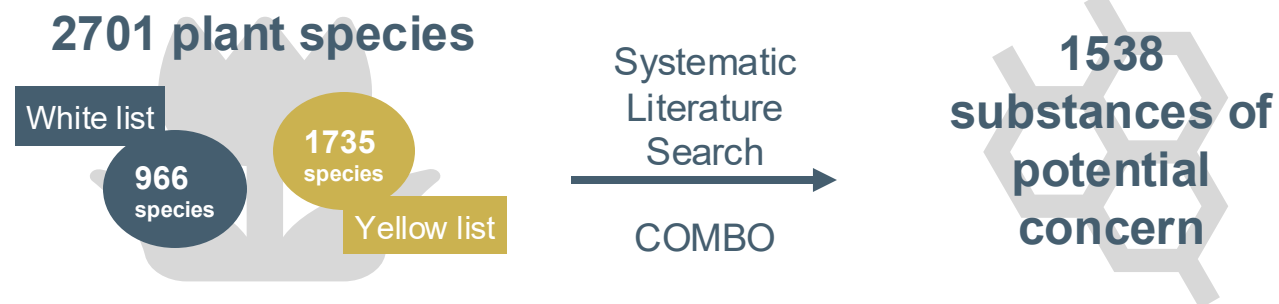 2701 plant species
White list
966
species
1735
species
Yellow list
Systematic
Literature
Search
COMBO
1538
substances of
potential
concern